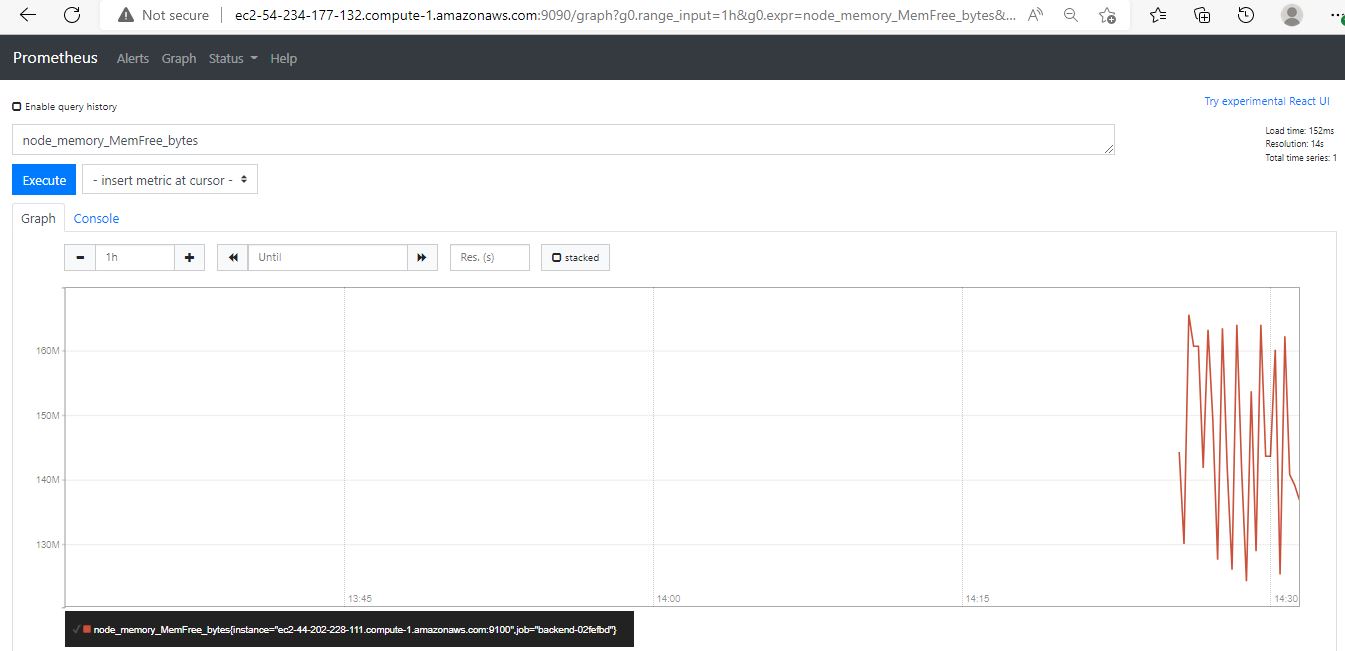 Not secure ec2-54-234-177-132.compute-1.amazonaws.com:9090/graph?g0.range_input=1h&g0.expr=node_memory_MemFree_bytes&...
Prometheus Alerts Graph Status Help
Enable query history
Try experimental React UI
node_memory_MemFree_bytes
Load time: 152ms
Resolution: 14s
Total time series: 1
Execute - insert metric at cursor -
Graph Console
1h Until Res. (s) stacked
160M
150M
140M
130M
13:45 14:00 14:15 14:30
node_memory_MemFree_bytes{instance="ec2-44-202-228-111.compute-1.amazonaws.com:9100",job="backend-02fefbd"}